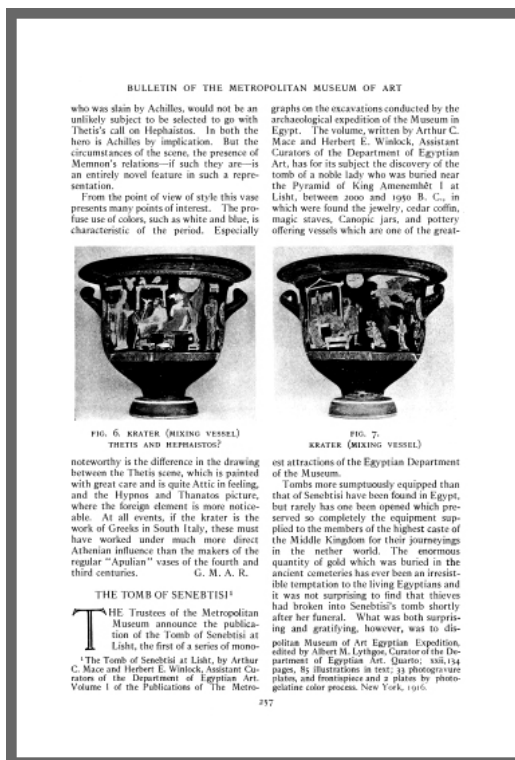 BULLETIN OF THE METROPOLITAN MUSEUM OF ART
who was slain by Achilles, would not be an
unlikely subject to be selected to go with
Thetis's call on Hephaistos. In both the
hero is Achilles by implication. But the
circumstances of the scene, the presence of
Memnon's relations—if such they are—is
an entirely novel feature in such a repre-
sentation.
From the point of view of style this vase
presents many points of interest. The pro-
fuse use of colors, such as white and blue, is
characteristic of the period. Especially
FIG. 6. KRATER (MIXING VESSEL)
THETIS AND HEPHAISTOS?
noteworthy is the difference in the drawing
between the Thetis scene, which is painted
with great care and is quite Attic in feeling,
and the Hypnos and Thanatos picture,
where the foreign element is more notice-
able. At all events, if the krater is the
work of Greeks in South Italy, these must
have worked under much more direct
Athenian influence than the makers of the
regular "Apulian" vases of the fourth and
third centuries. G. M. A. R.
THE TOMB OF SENEBTISI¹
THE Trustees of the Metropolitan
Museum announce the publica-
tion of the Tomb of Senebtisi at
Lisht, the first of a series of mono-
¹The Tomb of Senebtisi at Lisht, by Arthur
C. Mace and Herbert E. Winlock, Assistant Cu-
rators of the Department of Egyptian Art.
Volume I of the Publications of The Metro-
graphs on the excavations conducted by the
archaeological expedition of the Museum in
Egypt. The volume, written by Arthur C.
Mace and Herbert E. Winlock, Assistant
Curators of the Department of Egyptian
Art, has for its subject the discovery of the
tomb of a noble lady who was buried near
the Pyramid of King Amenemhēt I at
Lisht, between 2000 and 1950 B. C., in
which were found the jewelry, cedar coffin,
magic staves, Canopic jars, and pottery
offering vessels which are one of the great-
FIG. 7.
KRATER (MIXING VESSEL)
est attractions of the Egyptian Department
of the Museum.
Tombs more sumptuously equipped than
that of Senebtisi have been found in Egypt,
but rarely has one been opened which pre-
served so completely the equipment sup-
plied to the members of the highest caste of
the Middle Kingdom for their journeyings
in the nether world. The enormous
quantity of gold which was buried in the
ancient cemeteries has ever been an irresist-
ible temptation to the living Egyptians and
it was not surprising to find that thieves
had broken into Senebtisi's tomb shortly
after her funeral. What was both surpris-
ing and gratifying, however, was to dis-
politan Museum of Art Egyptian Expedition,
edited by Albert M. Lythgoe, Curator of the De-
partment of Egyptian Art. Quarto; xxii, 134
pages, 85 illustrations in text; 33 photogravure
plates, and frontispiece and 2 plates by photo-
gelatine color process. New York, 1916.
257